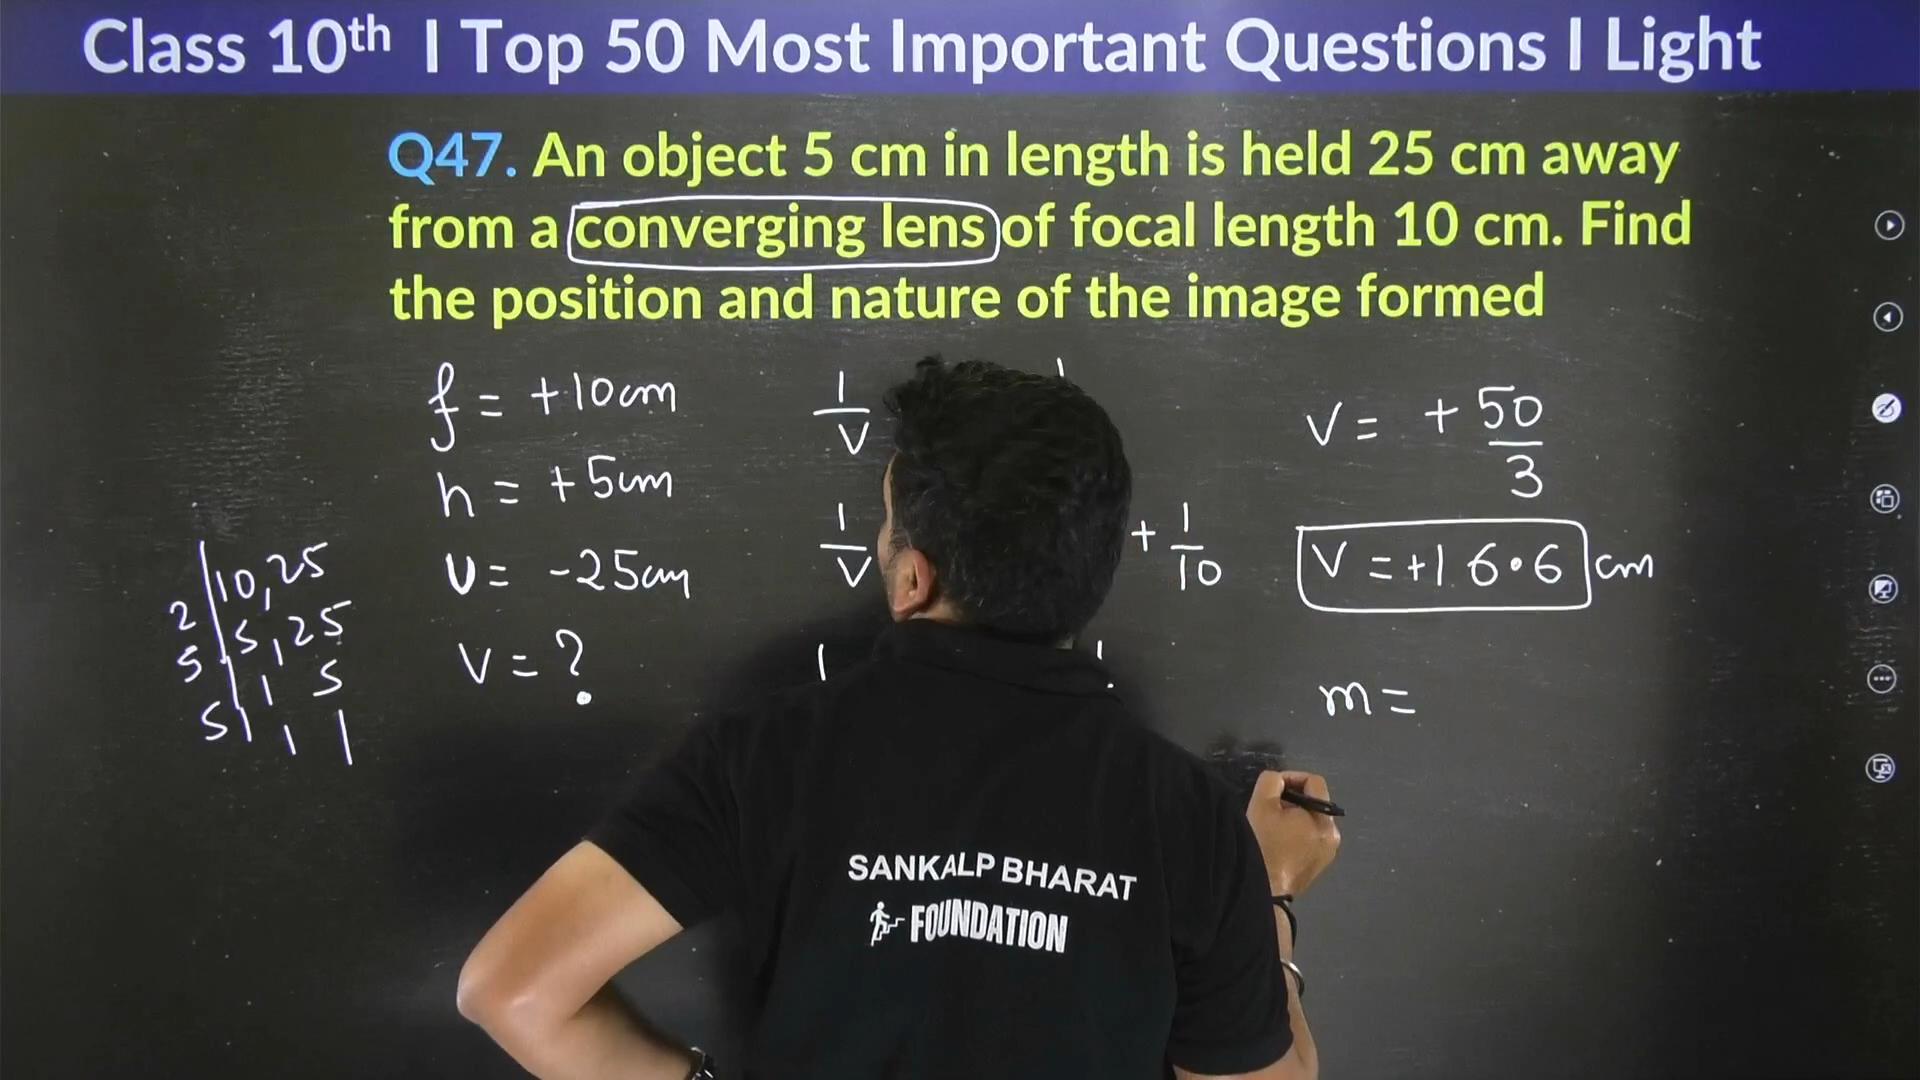 Class 10th I Top 50 Most Important Questions I Light
Q47. An object 5 cm in length is held 25 cm away
from a converging lens of focal length 10 cm. Find
the position and nature of the image formed
f = +10cm
h = +5cm
u = -25cm
v = ?
2 | 10, 25
5 | 5, 25
5 | 1 5
1 1
1/v
1/v + 1/10
v = + 50/3
v = +16.6 cm
m =
SANKALP BHARAT
FOUNDATION